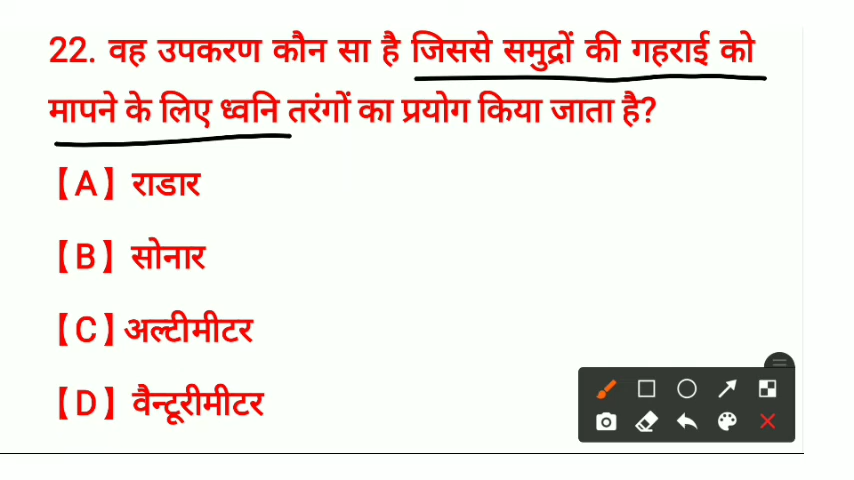 22. वह उपकरण कौन सा है जिससे समुद्रों की गहराई को
मापने के लिए ध्वनि तरंगों का प्रयोग किया जाता है?
【A】 राडार
【B】 सोनार
【C】अल्टीमीटर
【D】 वैन्टूरीमीटर